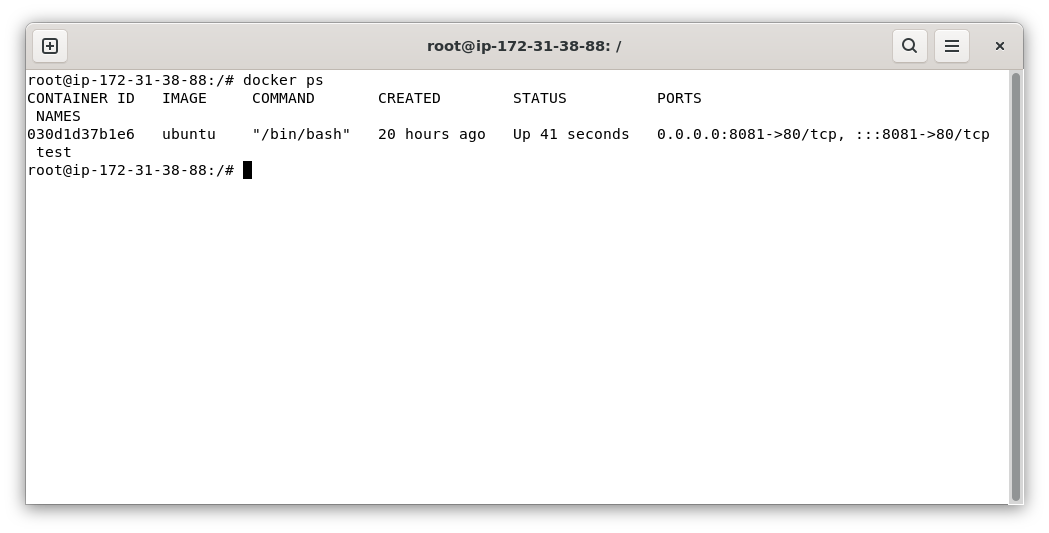 root@ip-172-31-38-88: /
root@ip-172-31-38-88:/# docker ps
CONTAINER ID   IMAGE     COMMAND       CREATED        STATUS          PORTS
 NAMES
030d1d37b1e6   ubuntu    "/bin/bash"   20 hours ago   Up 41 seconds   0.0.0.0:8081->80/tcp, :::8081->80/tcp
 test
root@ip-172-31-38-88:/#